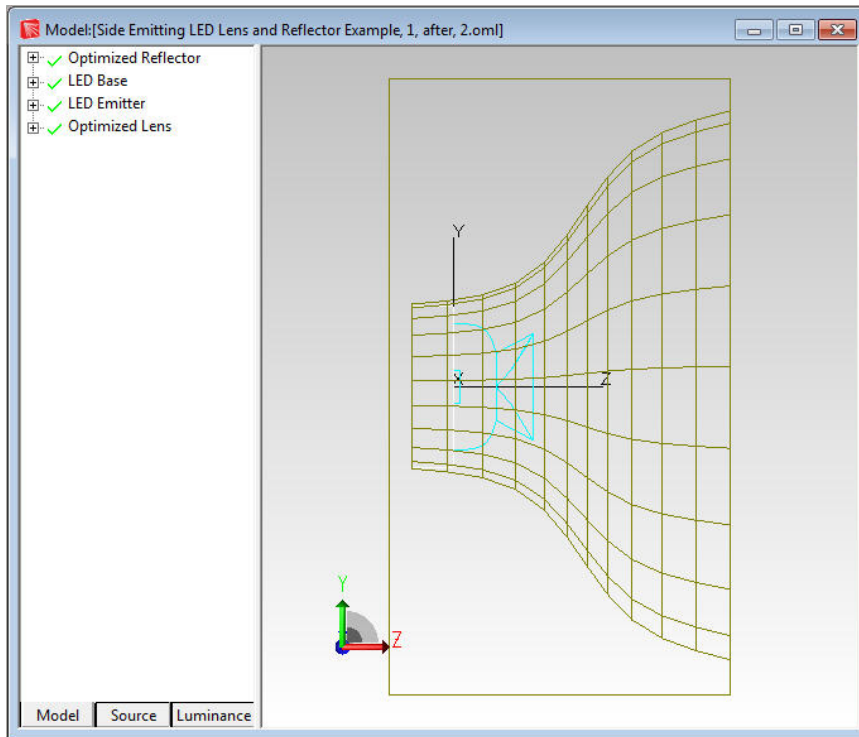 Model:[Side Emitting LED Lens and Reflector Example, 1, after, 2.oml]
Optimized Reflector
LED Base
LED Emitter
Optimized Lens
Y
X
Z
Y
Z
Model
Source
Luminance